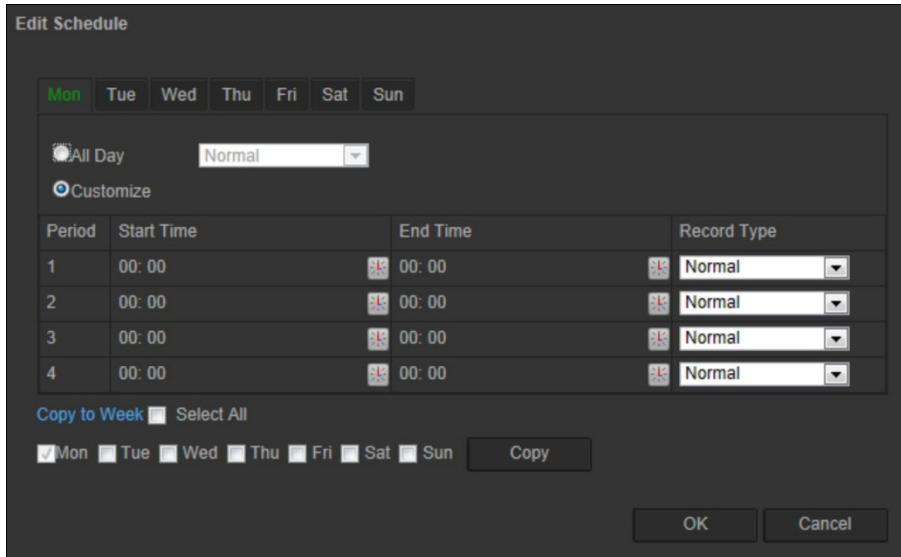 Edit Schedule
Mon Tue Wed Thu Fri Sat Sun
All Day Normal
Customize
Period Start Time End Time Record Type
1 00: 00 00: 00 Normal
2 00: 00 00: 00 Normal
3 00: 00 00: 00 Normal
4 00: 00 00: 00 Normal
Copy to Week Select All
Mon Tue Wed Thu Fri Sat Sun Copy
OK Cancel